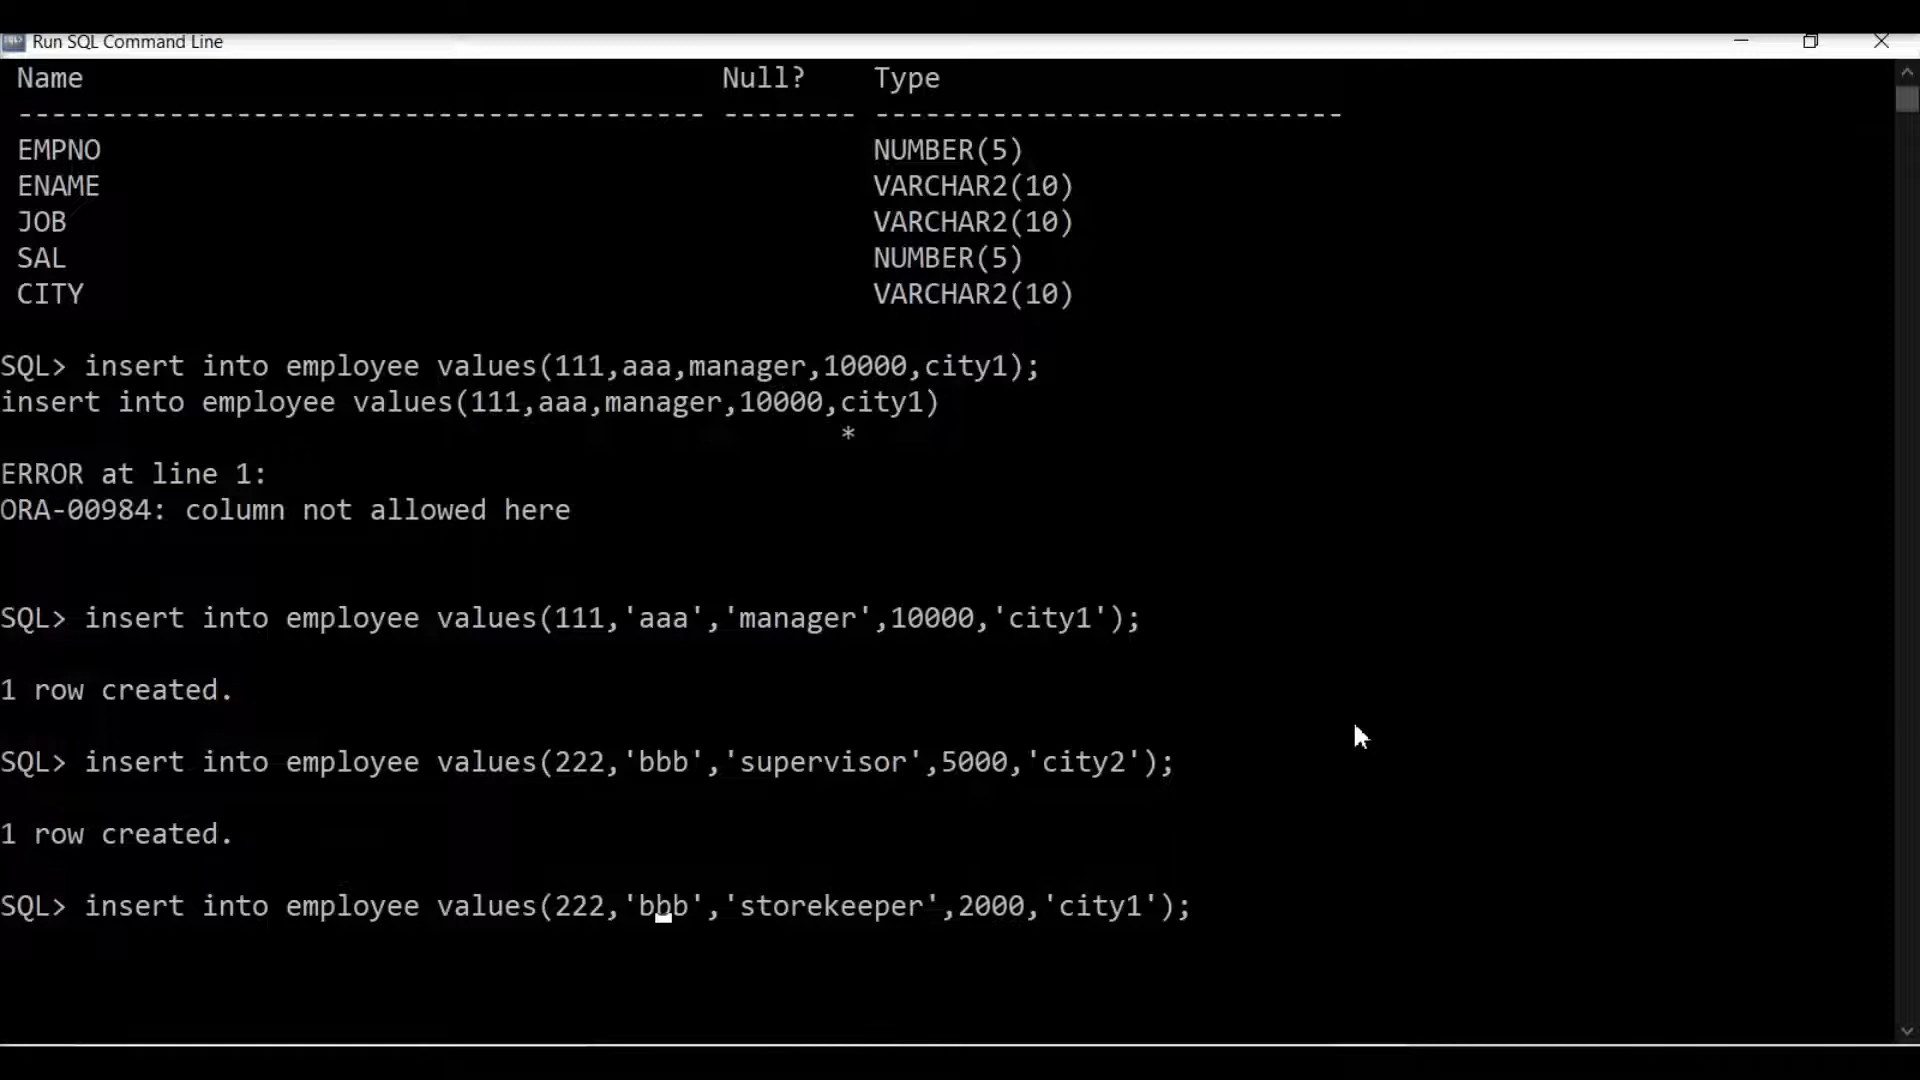 Run SQL Command Line
Name Null? Type
----------------------------------------- -------- ----------------------------
EMPNO NUMBER(5)
ENAME VARCHAR2(10)
JOB VARCHAR2(10)
SAL NUMBER(5)
CITY VARCHAR2(10)
SQL> insert into employee values(111,aaa,manager,10000,city1);
insert into employee values(111,aaa,manager,10000,city1)
*
ERROR at line 1:
ORA-00984: column not allowed here
SQL> insert into employee values(111,'aaa','manager',10000,'city1');
1 row created.
SQL> insert into employee values(222,'bbb','supervisor',5000,'city2');
1 row created.
SQL> insert into employee values(222,'bbb','storekeeper',2000,'city1');